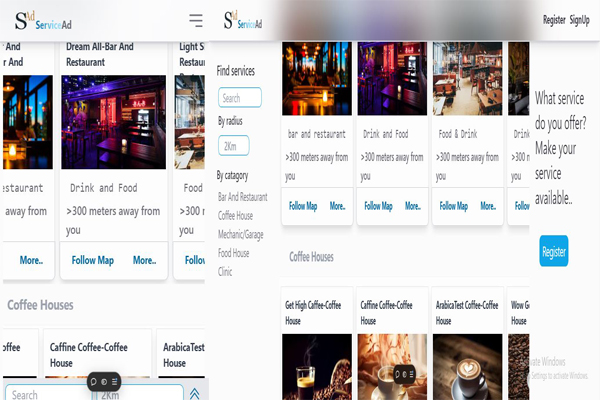 SAd ServiceAd
And
r And
Dream All-Bar And
Restaurant
Light S
Restaurant
Drink and Food
Food
away from
>300 meters away from
you
>300
you
More..
Follow Map
More..
Follow
Coffee Houses
offee
Caffine Coffee-Coffee
House
ArabicaTest
House
Search
2Km
SAd ServiceAd
Register SignUp
Find services
Search
By radius
2Km
By catagory
Bar And Restaurant
Coffee House
Mechanic/Garage
Food House
Clinic
bar and restaurant
>300 meters away from
you
Follow Map
More..
Drink and Food
>300 meters away from
you
Follow Map
More..
Food & Drink
>300 meters away from
you
Follow Map
More..
Drink
>300
you
Follow
Coffee Houses
Get High Coffee-Coffee
House
Caffine Coffee-Coffee
House
ArabicaTest Coffee-Coffee
House
Wow G
House
What service
do you offer?
Make your
service
available..
Register
ate Windows
Settings to activate Windows.